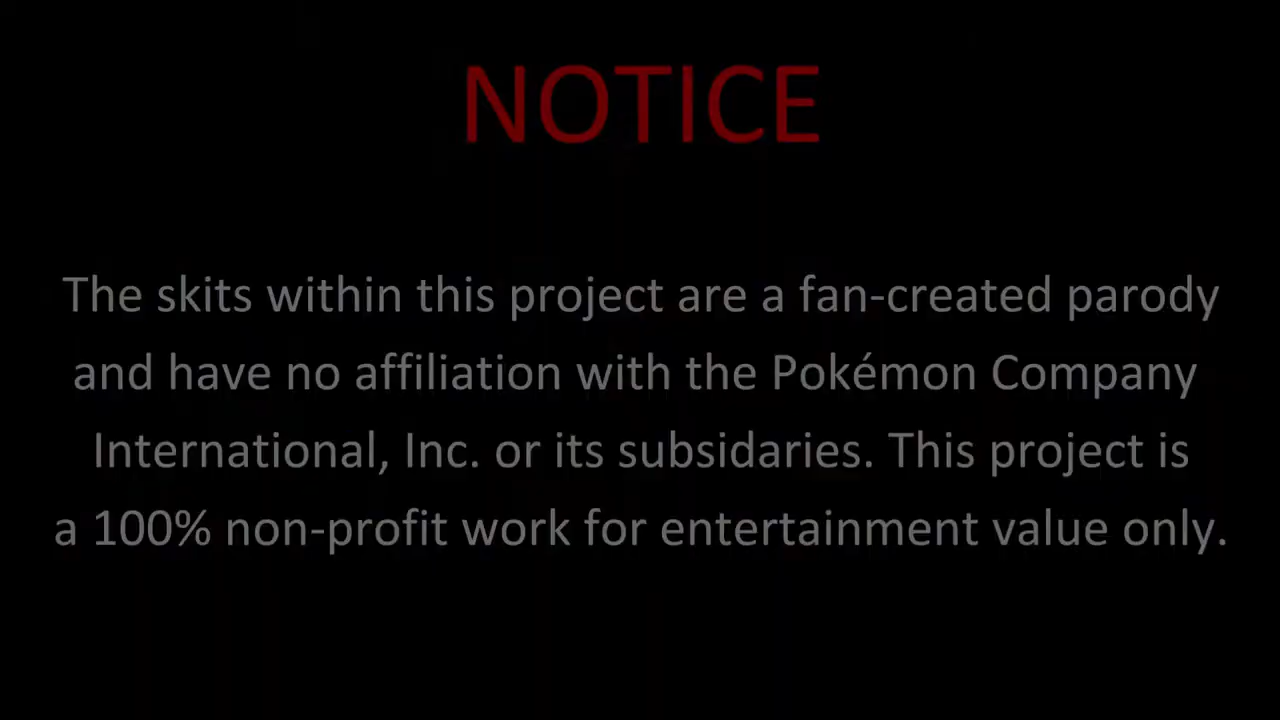 NOTICE
The skits within this project are a fan-created parody
and have no affiliation with the Pokémon Company
International, Inc. or its subsidaries. This project is
a 100% non-profit work for entertainment value only.